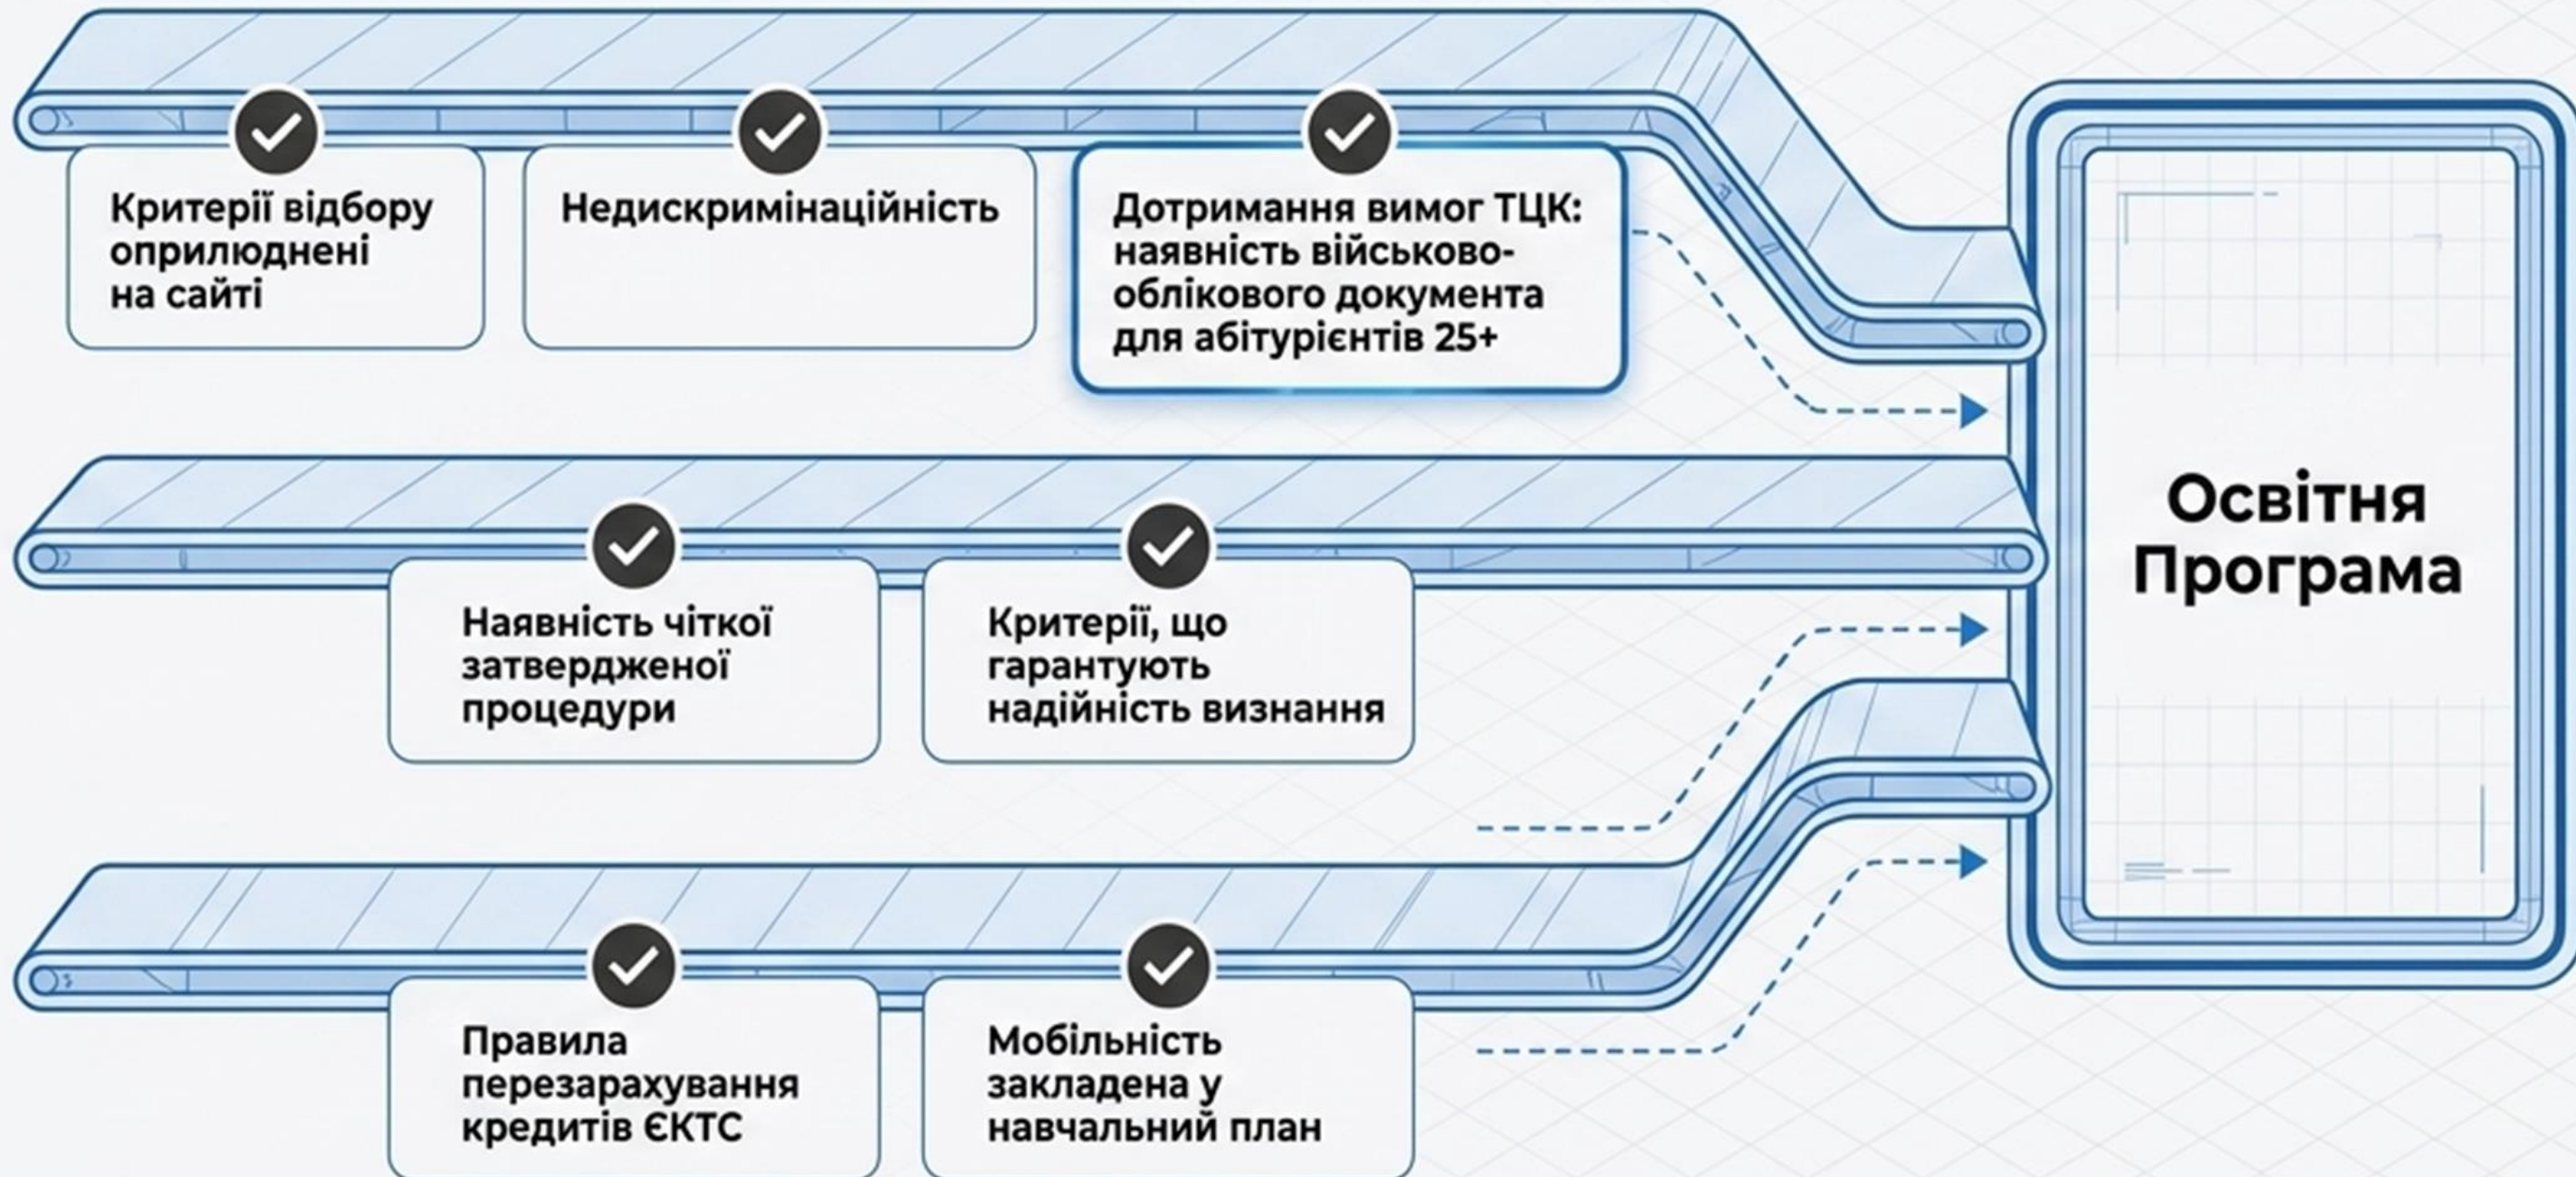 Критерії відбору
оприлюднені
на сайті
Недискримінаційність
Дотримання вимог ТЦК:
наявність військово-
облікового документа
для абітурієнтів 25+
Наявність чіткої
затвердженої
процедури
Критерії, що
гарантують
надійність визнання
Правила
перезарахування
кредитів ЄКТС
Мобільність
закладена у
навчальний план
Освітня
Програма